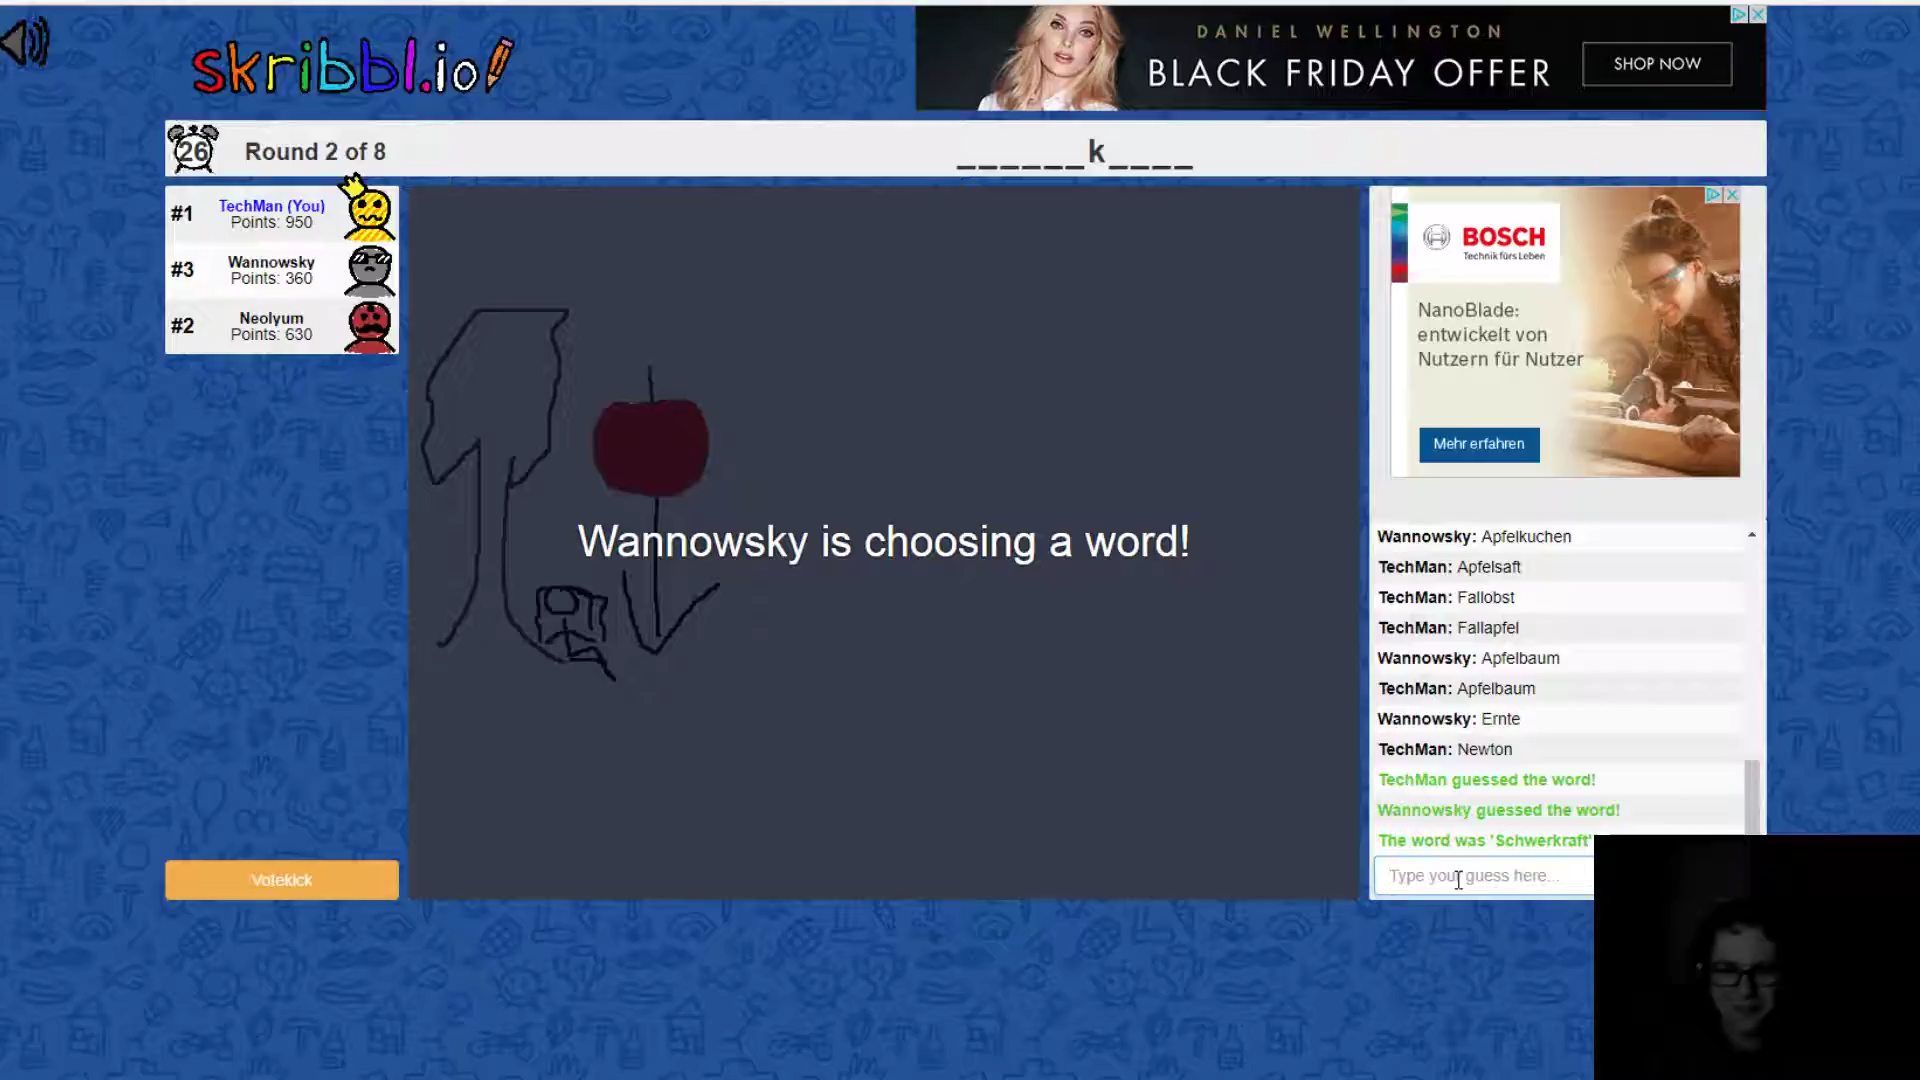 skribbl.io
DANIEL WELLINGTON
BLACK FRIDAY OFFER
SHOP NOW
26
Round 2 of 8
______k____
#1
TechMan (You)
Points: 950
#3
Wannowsky
Points: 360
#2
Neolyum
Points: 630
Wannowsky is choosing a word!
BOSCH
Technik fürs Leben
NanoBlade:
entwickelt von
Nutzern für Nutzer
Mehr erfahren
Wannowsky: Apfelkuchen
TechMan: Apfelsaft
TechMan: Fallobst
TechMan: Fallapfel
Wannowsky: Apfelbaum
TechMan: Apfelbaum
Wannowsky: Ernte
TechMan: Newton
TechMan guessed the word!
Wannowsky guessed the word!
The word was 'Schwerkraft'
Type your guess here...
Votekick